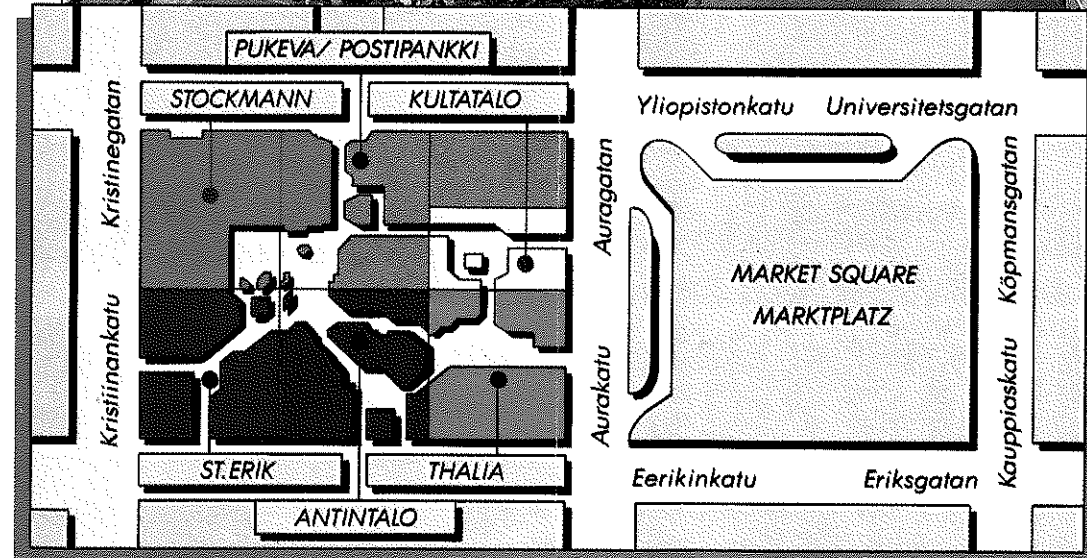 PUKEVA/ POSTIPANKKI
STOCKMANN
KULTATALO
Kristinegatan
Kristiinankatu
ST.ERIK
THALIA
ANTINTALO
Auragatan
Aurakatu
Yliopistonkatu Universitetsgatan
MARKET SQUARE
MARKTPLATZ
Eerikinkatu Eriksgatan
Köpmansgatan
Kauppiaskatu